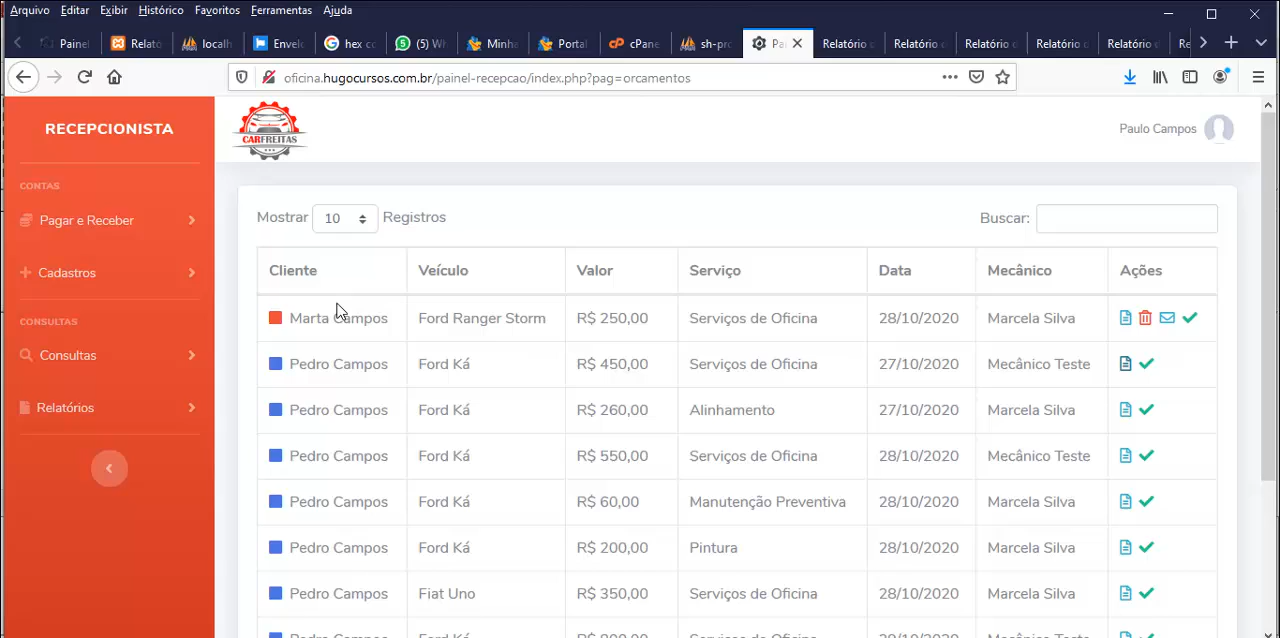 Arquivo Editar Exibir Histórico Favoritos Ferramentas Ajuda
Painel Relató localh Envel hex co (5) W Minha Portal cPane sh-pro Pa Relatório Relatório Relatório Relatório Relatório Re
oficina.hugocursos.com.br/painel-recepcao/index.php?pag=orcamentos
RECEPCIONISTA
CARFREITAS
Paulo Campos
CONTAS
Pagar e Receber
Cadastros
CONSULTAS
Consultas
Relatórios
Mostrar 10 Registros Buscar:
Cliente Veículo Valor Serviço Data Mecânico Ações
Marta Campos Ford Ranger Storm R$ 250,00 Serviços de Oficina 28/10/2020 Marcela Silva
Pedro Campos Ford Ká R$ 450,00 Serviços de Oficina 27/10/2020 Mecânico Teste
Pedro Campos Ford Ká R$ 260,00 Alinhamento 27/10/2020 Marcela Silva
Pedro Campos Ford Ká R$ 550,00 Serviços de Oficina 28/10/2020 Mecânico Teste
Pedro Campos Ford Ká R$ 60,00 Manutenção Preventiva 28/10/2020 Marcela Silva
Pedro Campos Ford Ká R$ 200,00 Pintura 28/10/2020 Marcela Silva
Pedro Campos Fiat Uno R$ 350,00 Serviços de Oficina 28/10/2020 Marcela Silva